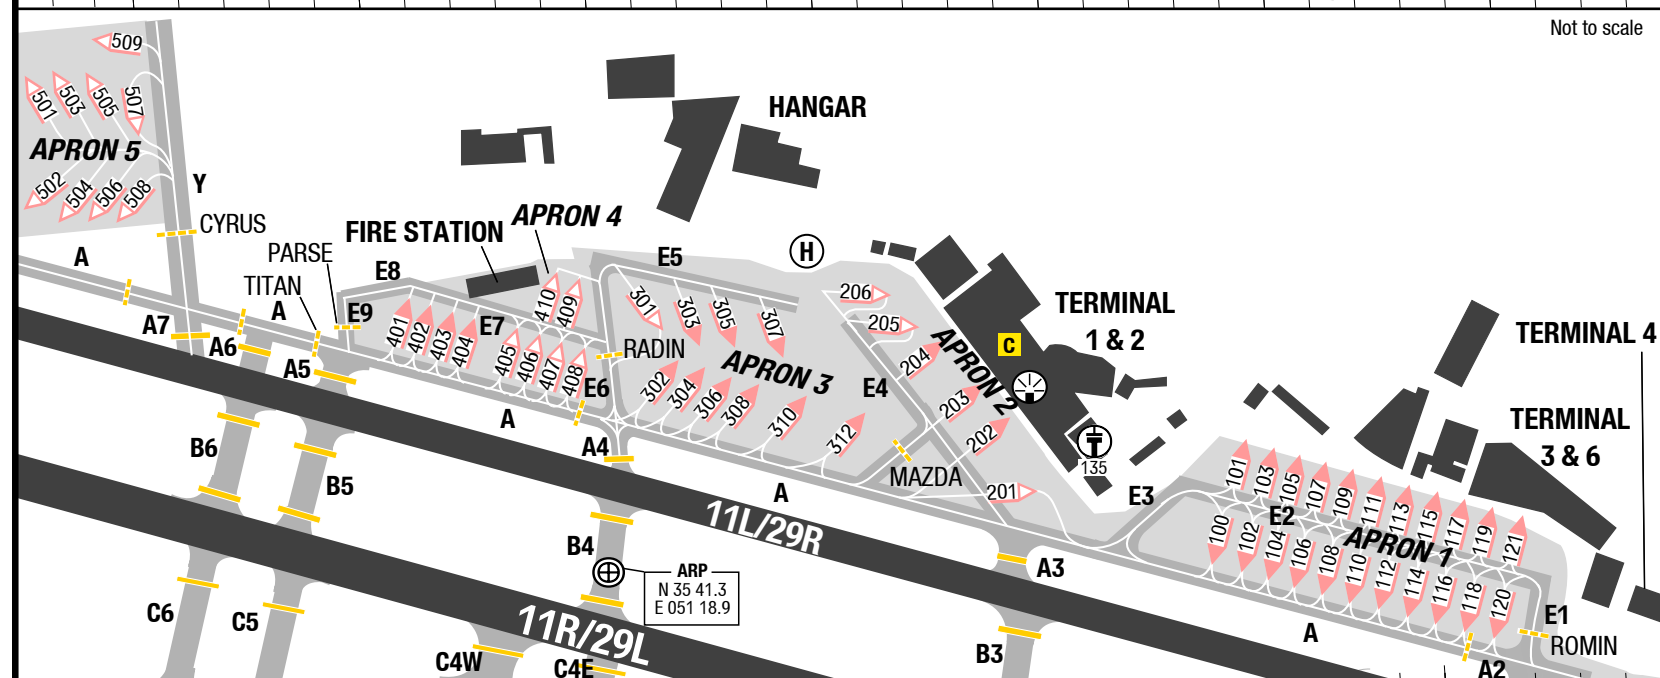 Not to scale
509
501
503
505
507
APRON 5
502
504
506
508
Y
CYRUS
HANGAR
APRON 4
FIRE STATION
PARSE
TITAN
A
A
A7
A6
A5
E8
E9
E7
E5
H
410
409
401
402
403
404
405
406
407
408
RADIN
E6
A
A4
301
303
305
307
APRON 3
302
304
306
308
310
312
206
205
204
203
202
201
E4
APRON 2
MAZDA
A
TERMINAL
1 & 2
C
135
E3
TERMINAL 4
TERMINAL
3 & 6
101
103
105
107
109
111
113
115
117
119
121
E2
APRON 1
100
102
104
106
108
110
112
114
116
118
120
E1
ROMIN
A
A2
A3
11L/29R
B6
B5
B4
ARP
N 35 41.3
E 051 18.9
B3
11R/29L
C6
C5
C4W
C4E